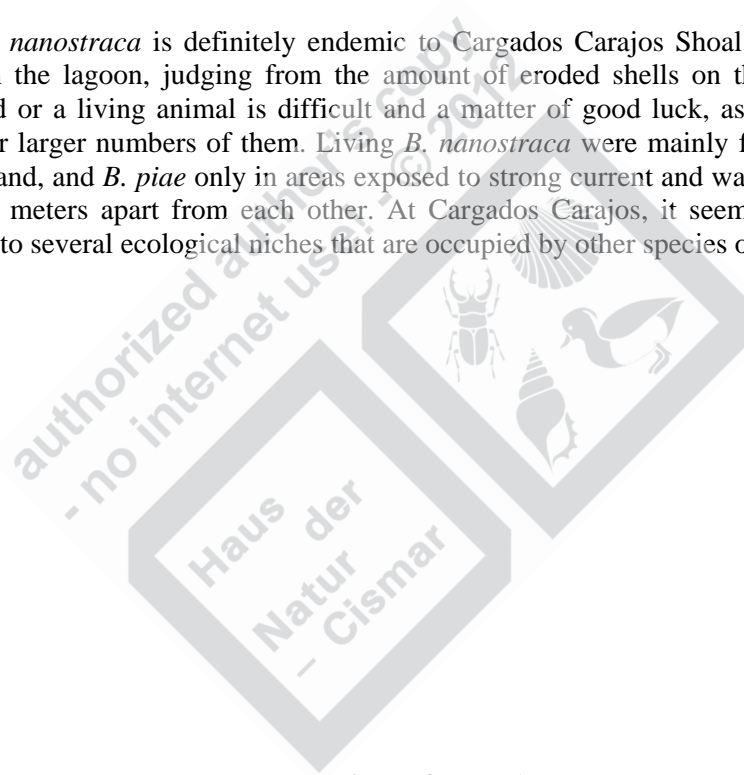 nanostraca is definitely endemic to Cargados Carajos Shoal
the lagoon, judging from the amount of eroded shells on th
or a living animal is difficult and a matter of good luck, as
larger numbers of them. Living B. nanostraca were mainly f
and, and B. piae only in areas exposed to strong current and wa
meters apart from each other. At Cargados Carajos, it seem
to several ecological niches that are occupied by other species o
authorized author's copy
- no internet use! - © 2012
Haus der
Natur
– Cismar